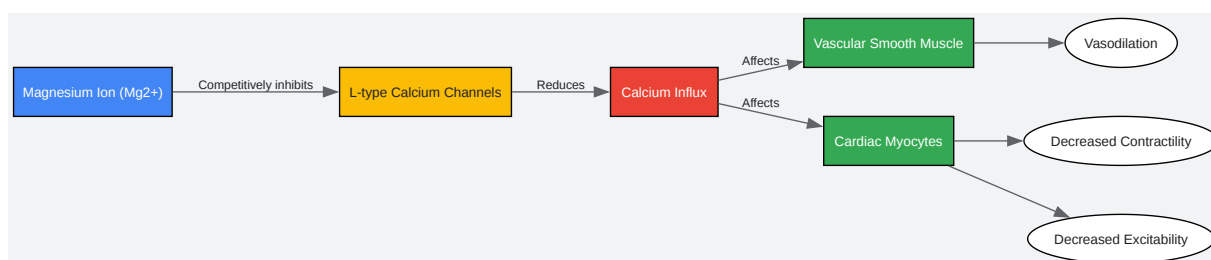 Magnesium Ion (Mg2+)
Competitively inhibits
L-type Calcium Channels
Reduces
Calcium Influx
Affects
Vascular Smooth Muscle
Vasodilation
Affects
Cardiac Myocytes
Decreased Contractility
Decreased Excitability